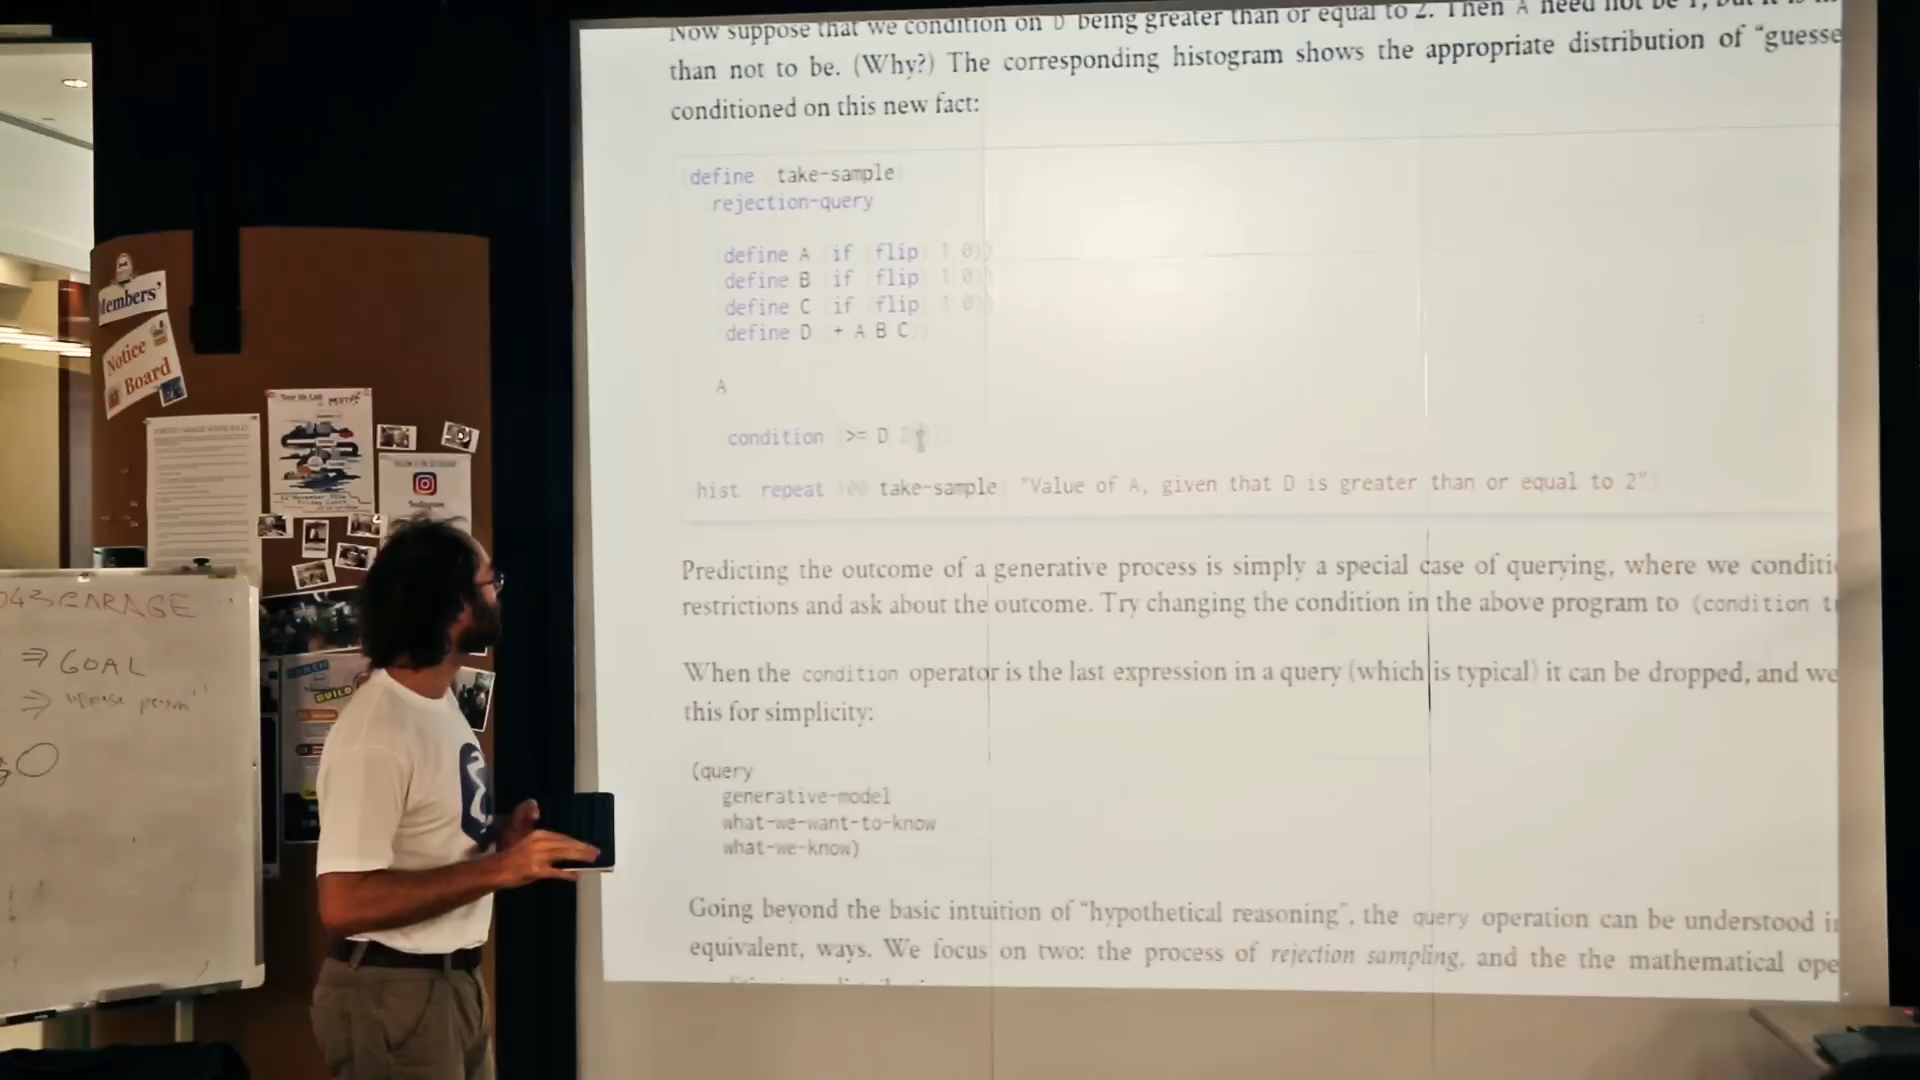 Now suppose that we condition on D being greater than or equal to 2. Then A need not be 1, but it is
than not to be. (Why?) The corresponding histogram shows the appropriate distribution of "guesse
conditioned on this new fact:
(define (take-sample)
(rejection-query
(define A (if (flip) 1 0))
(define B (if (flip) 1 0))
(define C (if (flip) 1 0))
(define D (+ A B C))
A
(condition (>= D 2))))
(hist (repeat 100 take-sample) "Value of A, given that D is greater than or equal to 2")
Predicting the outcome of a generative process is simply a special case of querying, where we conditi
restrictions and ask about the outcome. Try changing the condition in the above program to (condition t
When the condition operator is the last expression in a query (which is typical) it can be dropped, and we
this for simplicity:
(query
generative-model
what-we-want-to-know
what-we-know)
Going beyond the basic intuition of "hypothetical reasoning", the query operation can be understood i
equivalent, ways. We focus on two: the process of rejection sampling, and the the mathematical ope
Members'
Notice
Board
Instagram
BUILD
GARAGE
⇒ GOAL
⇒